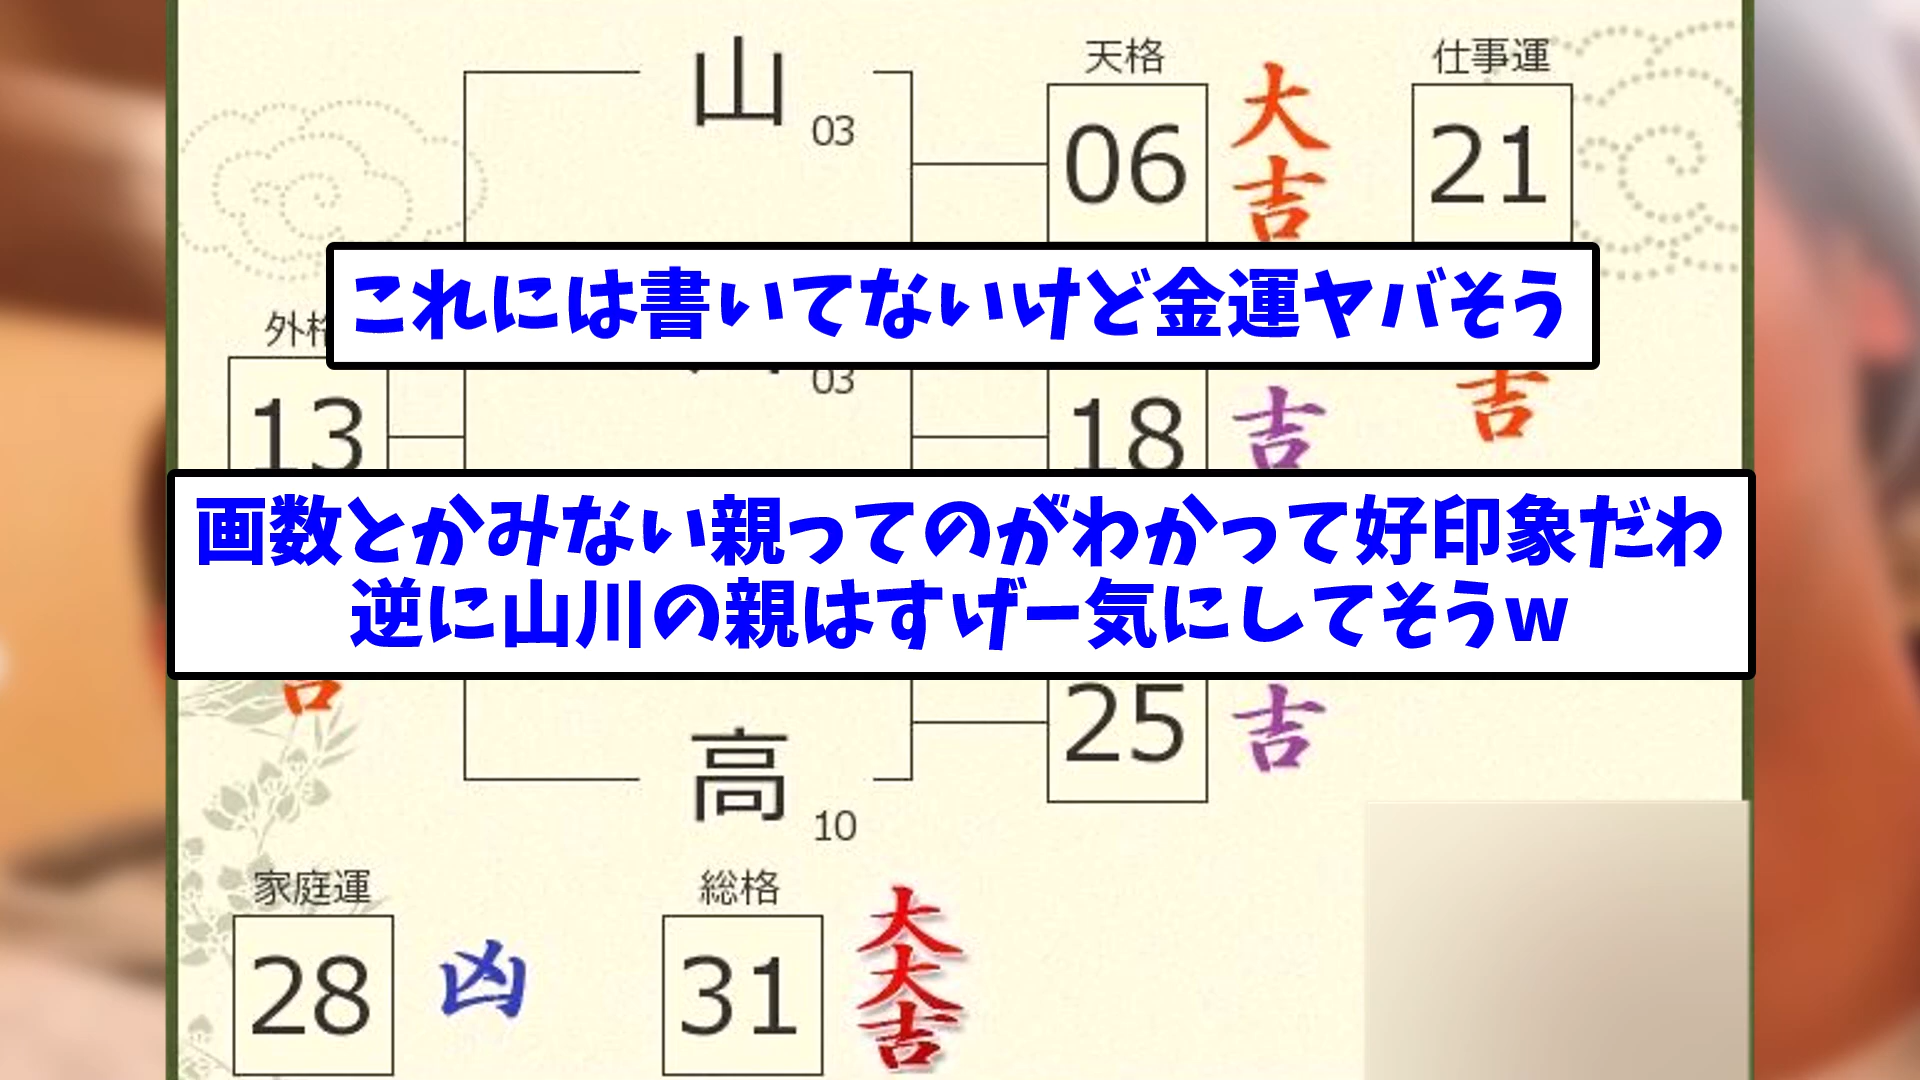 山
03
天格
06
大吉
仕事運
21
これには書いてないけど金運ヤバそう
03
13
18
吉
吉
画数とかみない親ってのがわかって好印象だわ
逆に山川の親はすげー気にしてそうw
25
吉
高
10
家庭運
28
凶
総格
31
大大吉